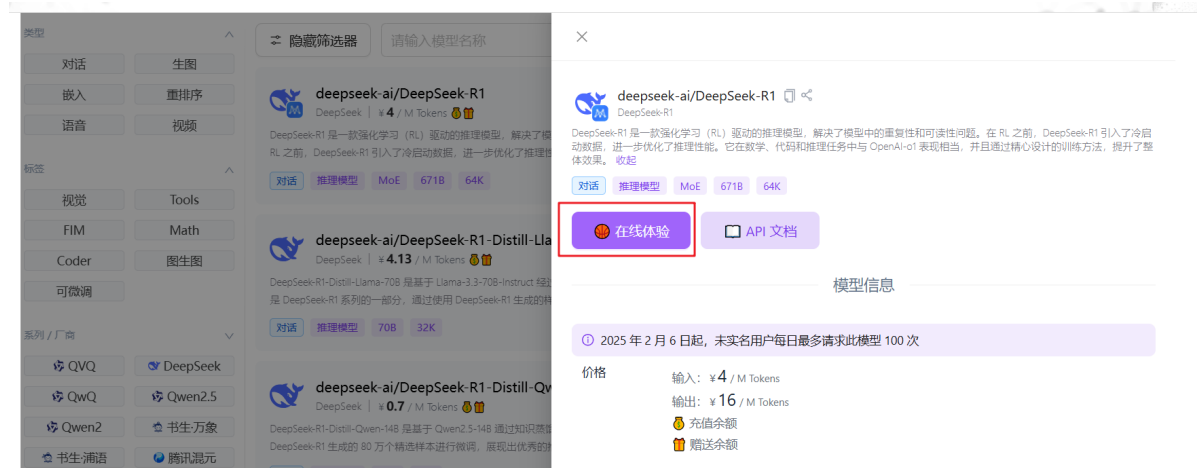 类型
对话
生图
嵌入
重排序
语音
视频
标签
视觉
Tools
FIM
Math
Coder
图生图
可微调
系列 / 厂商
QVQ
DeepSeek
QwQ
Qwen2.5
Qwen2
书生·万象
书生·浦语
腾讯混元
隐藏筛选器
请输入模型名称
deepseek-ai/DeepSeek-R1
DeepSeek | ¥ 4 / M Tokens
DeepSeek-R1 是一款强化学习（RL）驱动的推理模型，解决了模
RL 之前，DeepSeek-R1 引入了冷启动数据，进一步优化了推理性
对话 推理模型 MoE 671B 64K
deepseek-ai/DeepSeek-R1-Distill-Lla
DeepSeek | ¥ 4.13 / M Tokens
DeepSeek-R1-Distill-Llama-70B 是基于 Llama-3.3-70B-Instruct 经过
是 DeepSeek-R1 系列的一部分，通过使用 DeepSeek-R1 生成的样
对话 推理模型 70B 32K
deepseek-ai/DeepSeek-R1-Distill-Qw
DeepSeek | ¥ 0.7 / M Tokens
DeepSeek-R1-Distill-Qwen-14B 是基于 Qwen2.5-14B 通过知识蒸馏
DeepSeek-R1 生成的 80 万个精选样本进行微调，展现出优秀的推
deepseek-ai/DeepSeek-R1
DeepSeek-R1
DeepSeek-R1 是一款强化学习（RL）驱动的推理模型，解决了模型中的重复性和可读性问题。在 RL 之前，DeepSeek-R1 引入了冷启
动数据，进一步优化了推理性能。它在数学、代码和推理任务中与 OpenAI-o1 表现相当，并且通过精心设计的训练方法，提升了整
体效果。 收起
对话 推理模型 MoE 671B 64K
在线体验
API 文档
模型信息
2025 年 2 月 6 日起，未实名用户每日最多请求此模型 100 次
价格
输入：¥ 4 / M Tokens
输出：¥ 16 / M Tokens
充值余额
赠送余额